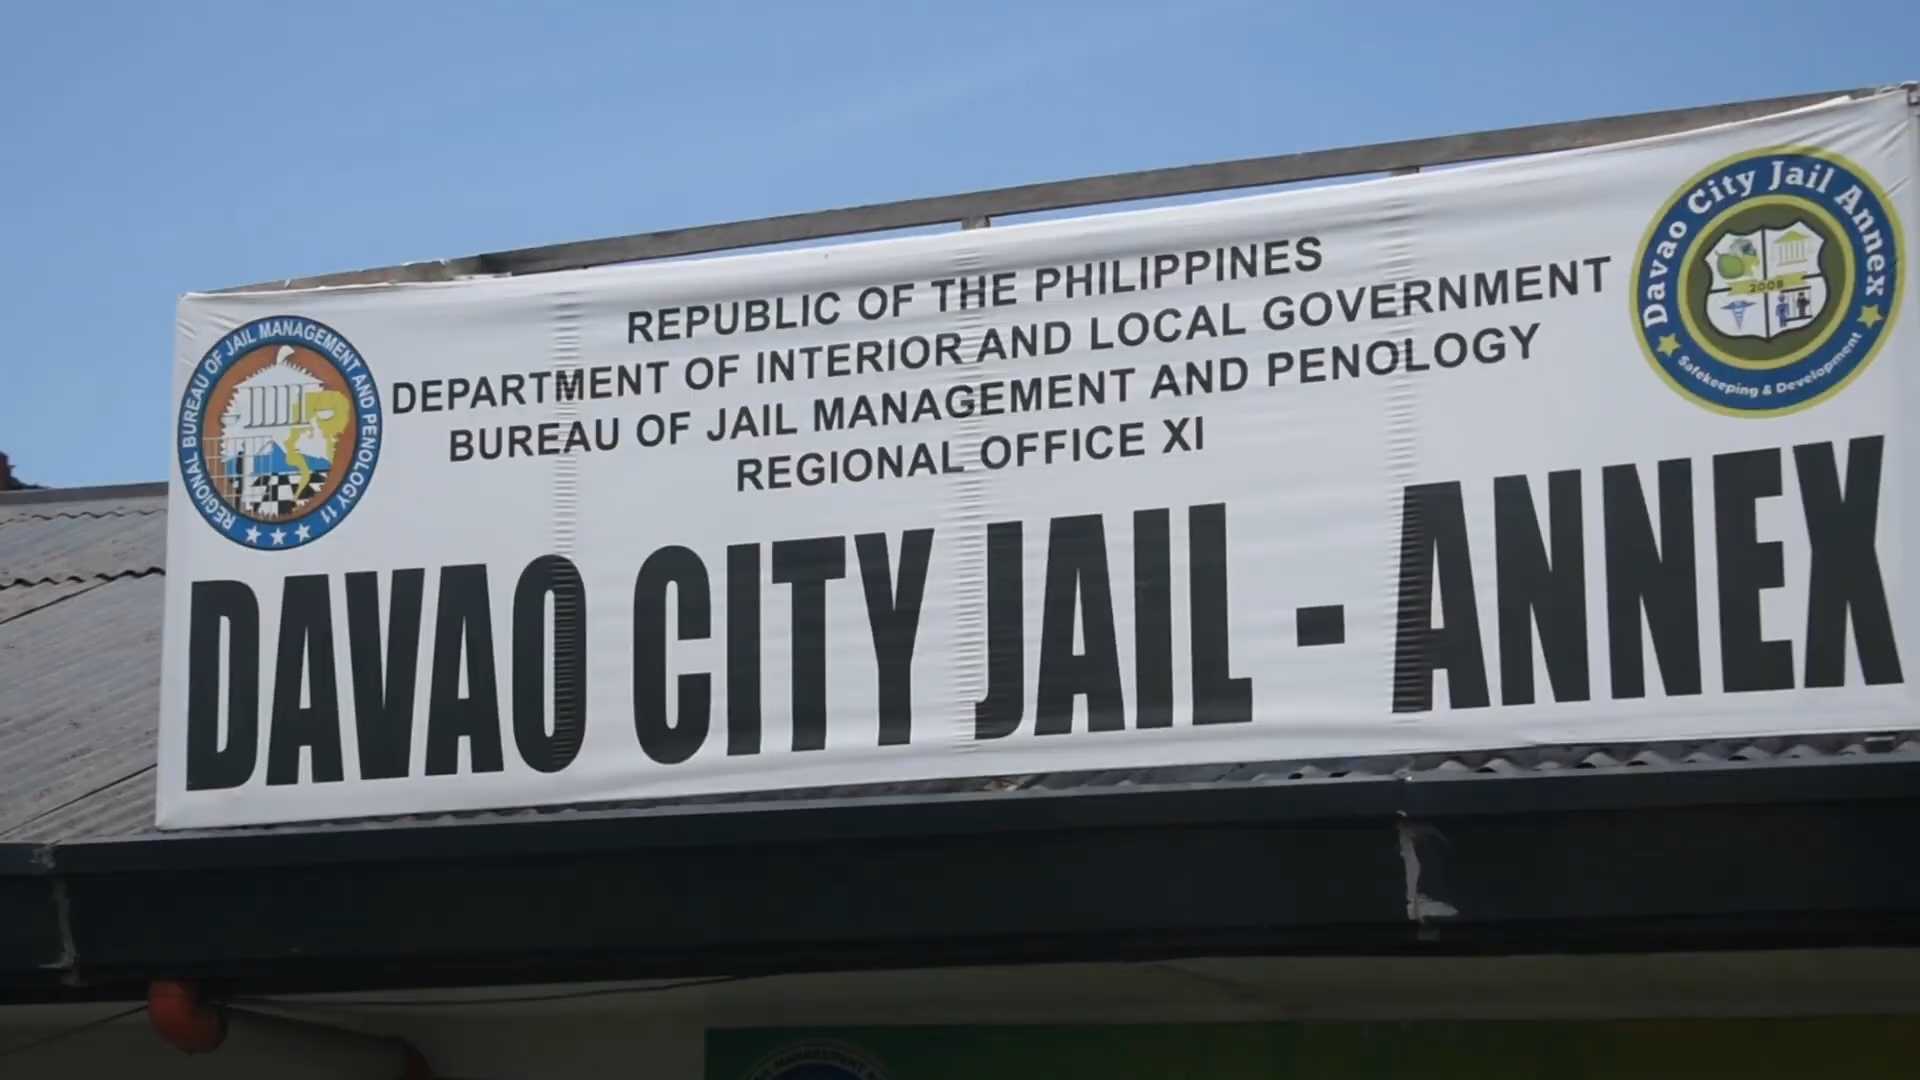 REPUBLIC OF THE PHILIPPINES
DEPARTMENT OF INTERIOR AND LOCAL GOVERNMENT
BUREAU OF JAIL MANAGEMENT AND PENOLOGY
REGIONAL OFFICE XI
DAVAO CITY JAIL - ANNEX
REGIONAL BUREAU OF JAIL MANAGEMENT AND PENOLOGY 11
Davao City Jail Annex
2008
Safekeeping & Development
MANAGEMENT